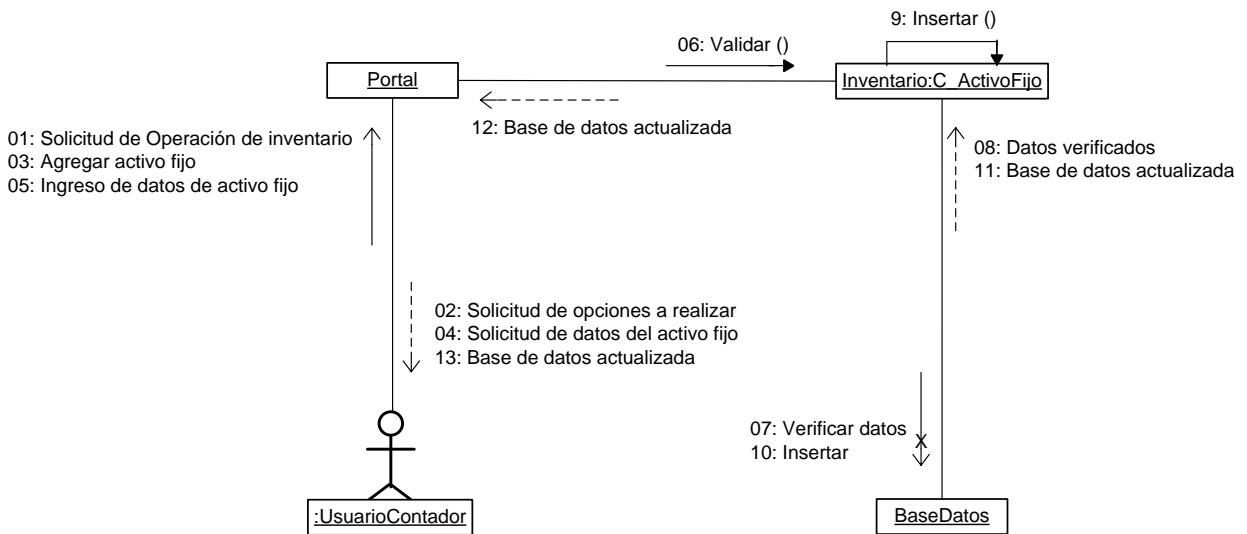 9: Insertar ()
06: Validar ()
Portal
Inventario:C_ActivoFijo
12: Base de datos actualizada
01: Solicitud de Operación de inventario
03: Agregar activo fijo
05: Ingreso de datos de activo fijo
08: Datos verificados
11: Base de datos actualizada
02: Solicitud de opciones a realizar
04: Solicitud de datos del activo fijo
13: Base de datos actualizada
07: Verificar datos
10: Insertar
X
:UsuarioContador
BaseDatos